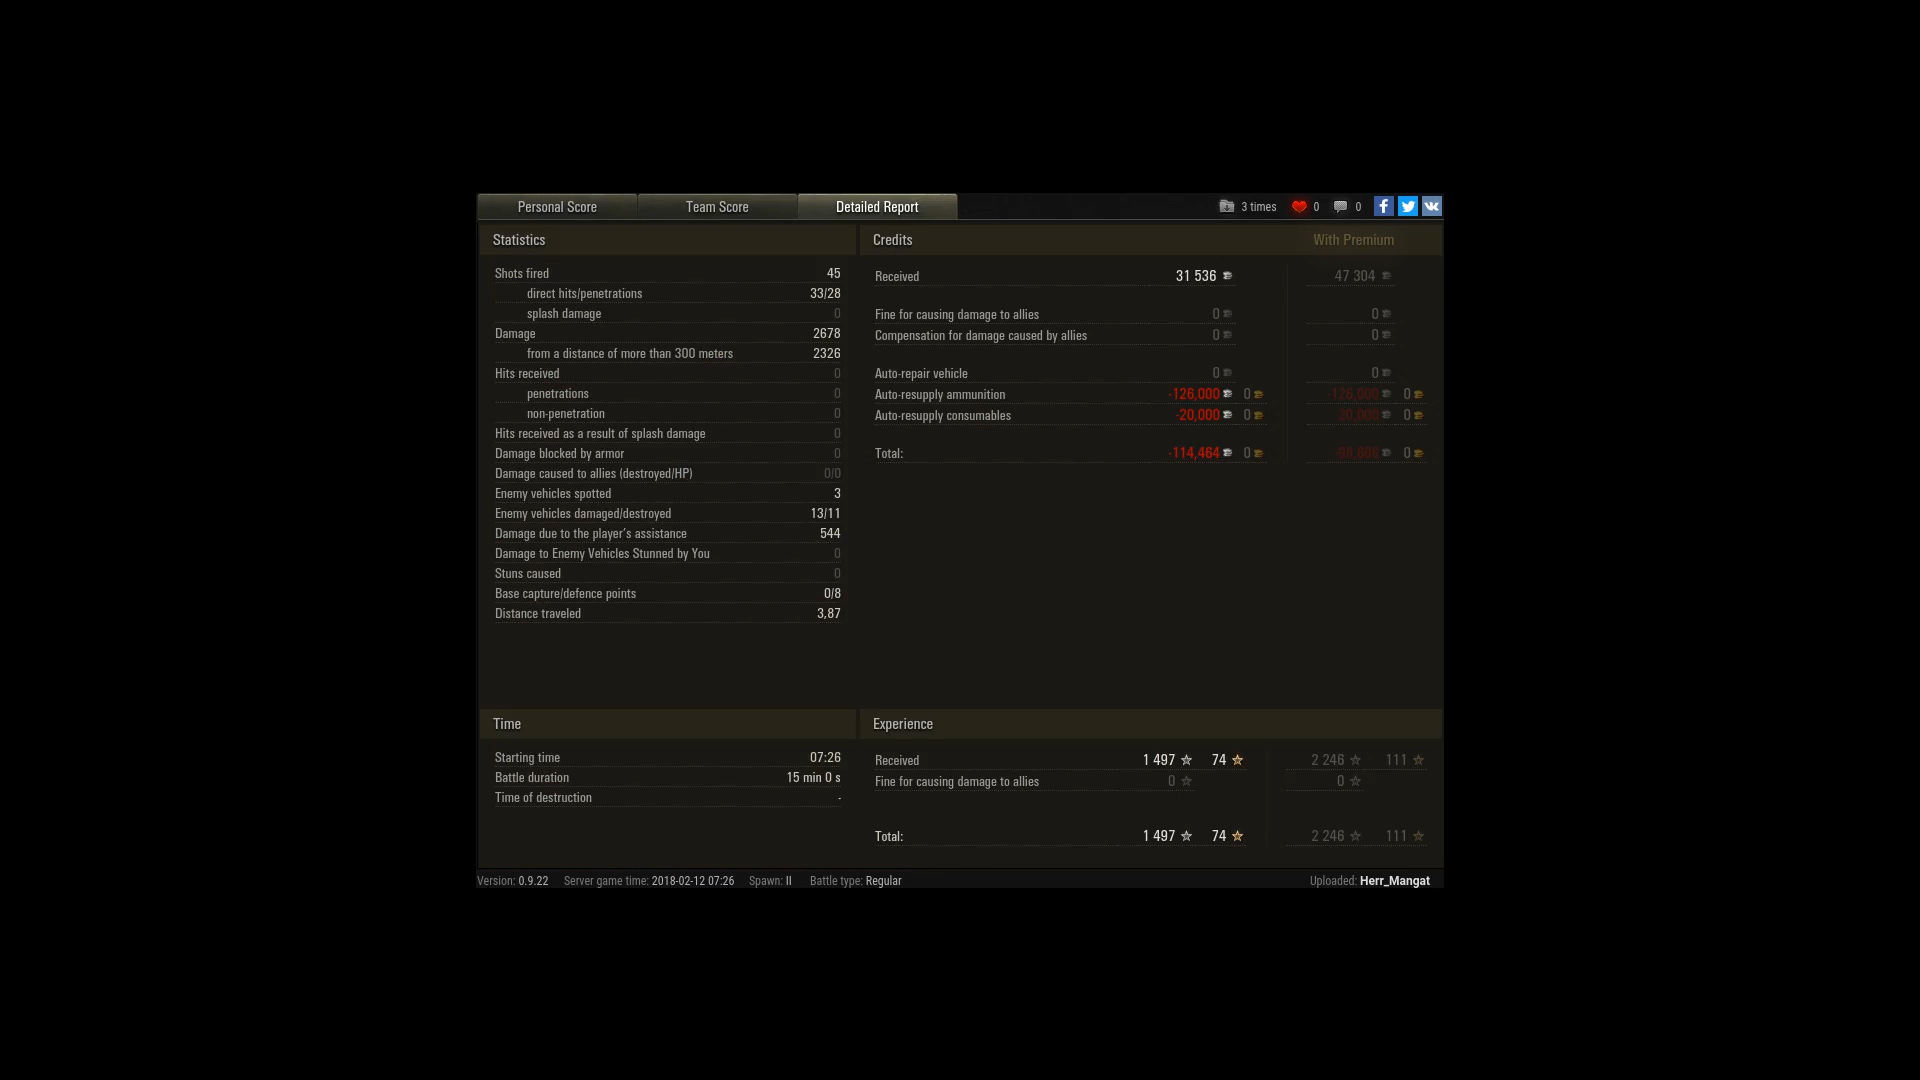 Personal Score Team Score Detailed Report 3 times 0 0
Statistics
Shots fired 45
direct hits/penetrations 33/28
splash damage 0
Damage 2678
from a distance of more than 300 meters 2326
Hits received 0
penetrations 0
non-penetration 0
Hits received as a result of splash damage 0
Damage blocked by armor 0
Damage caused to allies (destroyed/HP) 0/0
Enemy vehicles spotted 3
Enemy vehicles damaged/destroyed 13/11
Damage due to the player's assistance 544
Damage to Enemy Vehicles Stunned by You 0
Stuns caused 0
Base capture/defence points 0/8
Distance traveled 3,87
Credits With Premium
Received 31 536 47 304
Fine for causing damage to allies 0 0
Compensation for damage caused by allies 0 0
Auto-repair vehicle 0 0
Auto-resupply ammunition -126,000 0 -126,000 0
Auto-resupply consumables -20,000 0 -20,000 0
Total: -114,464 0 0
Time
Starting time 07:26
Battle duration 15 min 0 s
Time of destruction -
Experience
Received 1 497 74 2 246 111
Fine for causing damage to allies 0 0
Total: 1 497 74 2 246 111
Version: 0.9.22 Server game time: 2018-02-12 07:26 Spawn: II Battle type: Regular Uploaded: Herr_Mangat